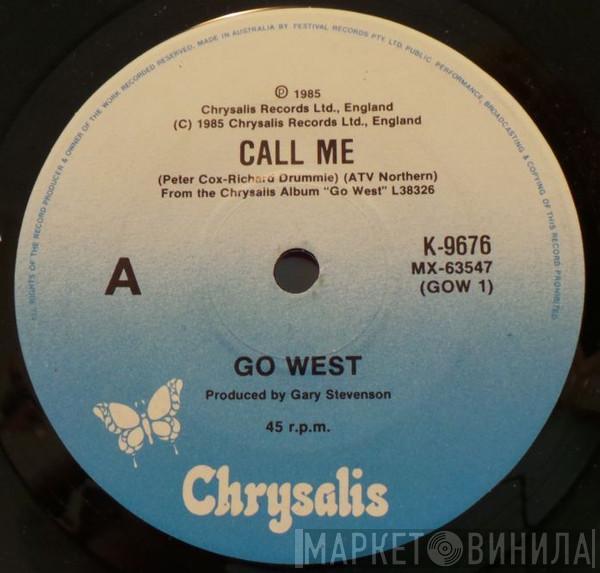 ALL RIGHTS OF THE RECORD PRODUCER & OWNER OF THE WORK RECORDED RESERVED. MADE IN AUSTRALIA BY FESTIVAL RECORDS PTY. LTD. PUBLIC PERFORMANCE, BROADCASTING & COPYING OF THIS RECORD PROHIBITED
℗ 1985
Chrysalis Records Ltd., England
(C) 1985 Chrysalis Records Ltd., England
CALL ME
(Peter Cox-Richard Drummie) (ATV Northern)
From the Chrysalis Album "Go West" L38326
A
K-9676
MX-63547
(GOW 1)
GO WEST
Produced by Gary Stevenson
45 r.p.m.
Chrysalis
МАРКЕТ ВИНИЛА